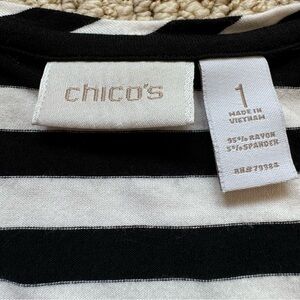 chico's
1
MADE IN
VIETNAM
95% RAYON
5% SPANDEX